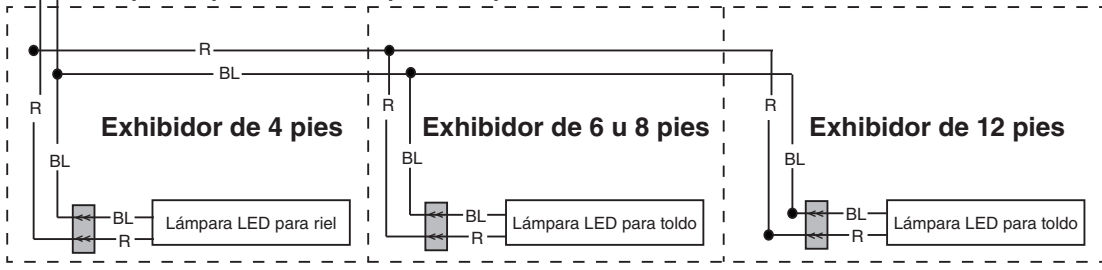 R
BL
R
R
R
Exhibidor de 4 pies
Exhibidor de 6 u 8 pies
Exhibidor de 12 pies
BL
BL
BL
BL
Lámpara LED para riel
R
BL
Lámpara LED para toldo
R
BL
Lámpara LED para toldo
R